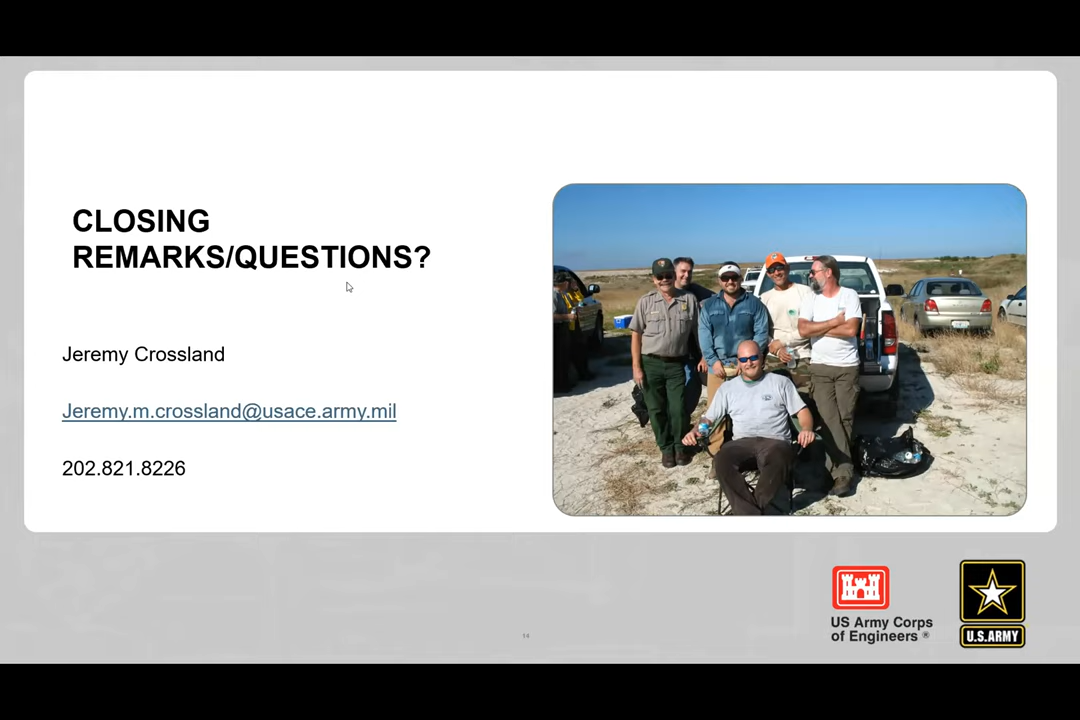 CLOSING
REMARKS/QUESTIONS?
Jeremy Crossland
Jeremy.m.crossland@usace.army.mil
202.821.8226
US Army Corps
of Engineers ®
U.S.ARMY
14